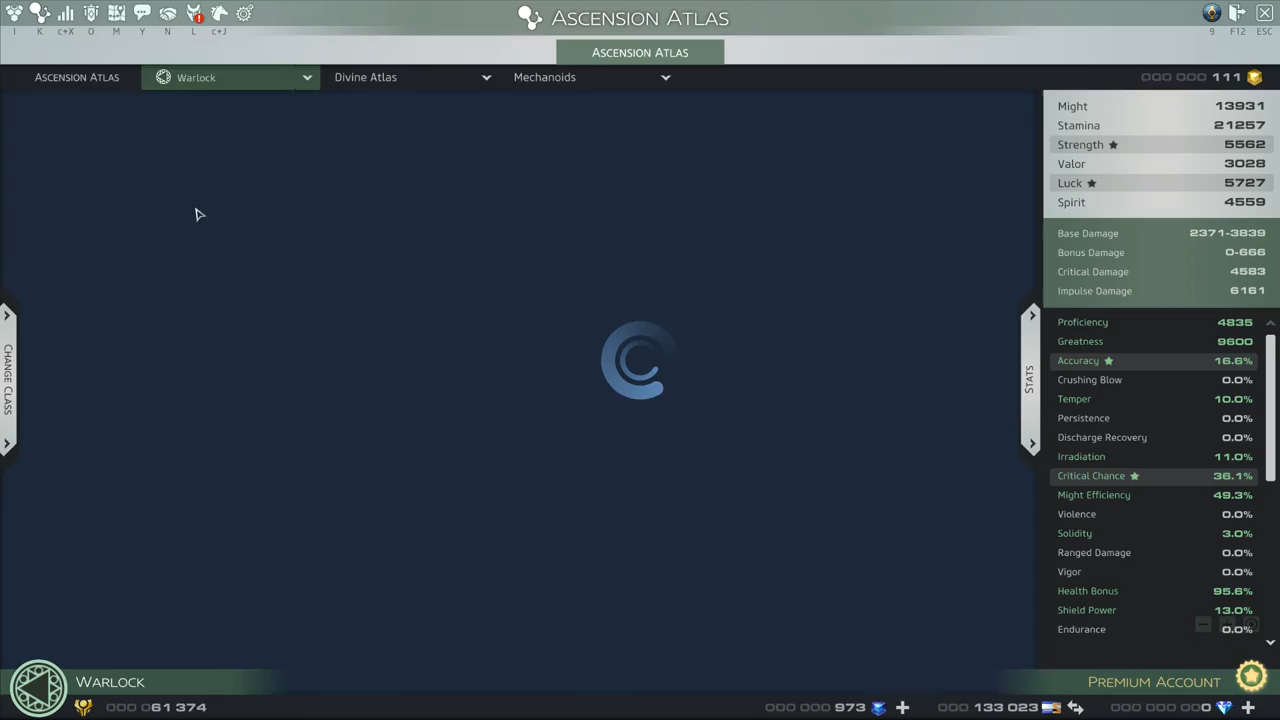 I K c+X O M Y N L c+J
ASCENSION ATLAS
9 F12 ESC
ASCENSION ATLAS
ASCENSION ATLAS Warlock Divine Atlas Mechanoids 000 000 111
Might 13931
Stamina 21257
Strength 5562
Valor 3028
Luck 5727
Spirit 4559
Base Damage 2371-3839
Bonus Damage 0-666
Critical Damage 4583
Impulse Damage 6161
Proficiency 4835
Greatness 9600
Accuracy 16.6%
Crushing Blow 0.0%
Temper 10.0%
Persistence 0.0%
Discharge Recovery 0.0%
Irradiation 11.0%
Critical Chance 36.1%
Might Efficiency 49.3%
Violence 0.0%
Solidity 3.0%
Ranged Damage 0.0%
Vigor 0.0%
Health Bonus 95.6%
Shield Power 13.0%
Endurance 0.0%
CHANGE CLASS
STATS
WARLOCK
PREMIUM ACCOUNT
000 061 374 000 000 973 000 133 023 000 000 000 0